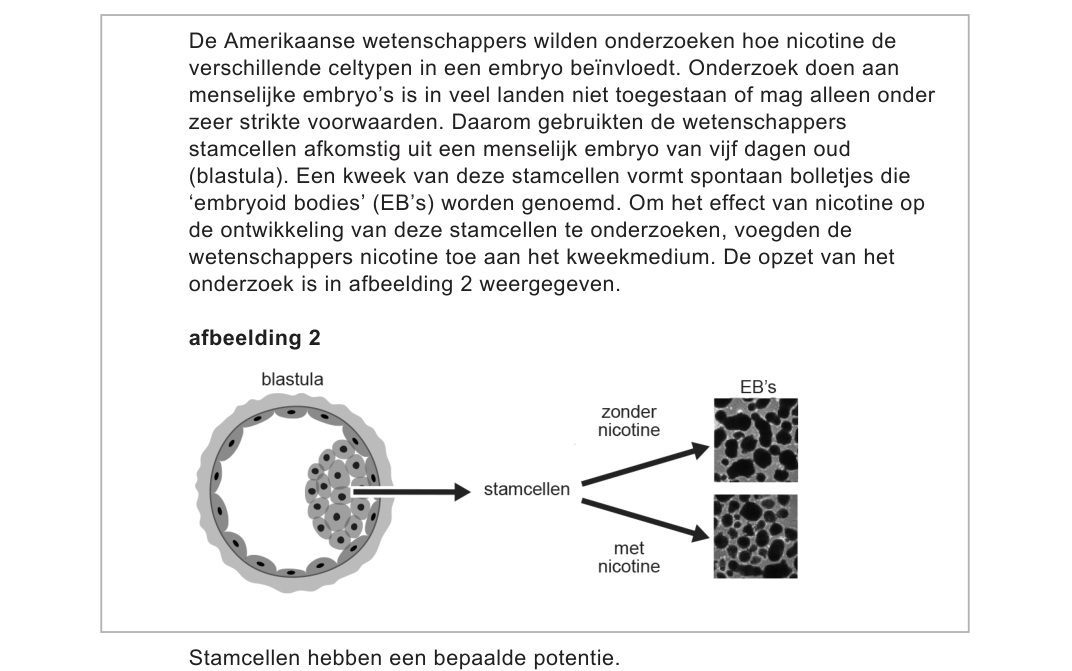 De Amerikaanse wetenschappers wilden onderzoeken hoe nicotine de
verschillende celtypen in een embryo beïnvloedt. Onderzoek doen aan
menselijke embryo’s is in veel landen niet toegestaan of mag alleen onder
zeer strikte voorwaarden. Daarom gebruikten de wetenschappers
stamcellen afkomstig uit een menselijk embryo van vijf dagen oud
(blastula). Een kweek van deze stamcellen vormt spontaan bolletjes die
‘embryoid bodies’ (EB’s) worden genoemd. Om het effect van nicotine op
de ontwikkeling van deze stamcellen te onderzoeken, voegden de
wetenschappers nicotine toe aan het kweekmedium. De opzet van het
onderzoek is in afbeelding 2 weergegeven.
afbeelding 2
blastula
EB’s
zonder
nicotine
stamcellen
met
nicotine
Stamcellen hebben een bepaalde potentie.